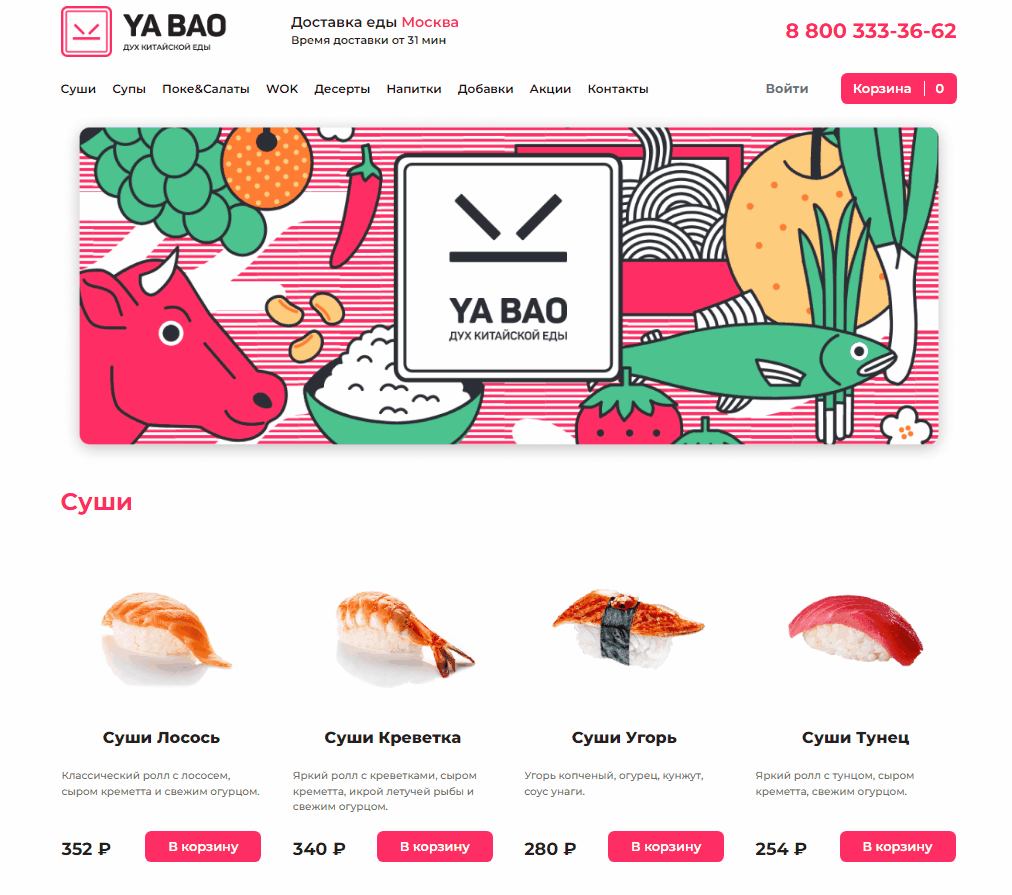 YA BAO
ДУХ КИТАЙСКОЙ ЕДЫ
Доставка еды Москва
Время доставки от 31 мин
8 800 333-36-62
Суши Супы Поке&Салаты WOK Десерты Напитки Добавки Акции Контакты
Войти
Корзина | 0
YA BAO
ДУХ КИТАЙСКОЙ ЕДЫ
Суши
Суши Лосось
Классический ролл с лососем,
сыром креметта и свежим огурцом.
352 ₽
В корзину
Суши Креветка
Яркий ролл с креветками, сыром
креметта, икрой летучей рыбы и
свежим огурцом.
340 ₽
В корзину
Суши Угорь
Угорь копченый, огурец, кунжут,
соус унаги.
280 ₽
В корзину
Суши Тунец
Яркий ролл с тунцом, сыром
креметта, свежим огурцом.
254 ₽
В корзину